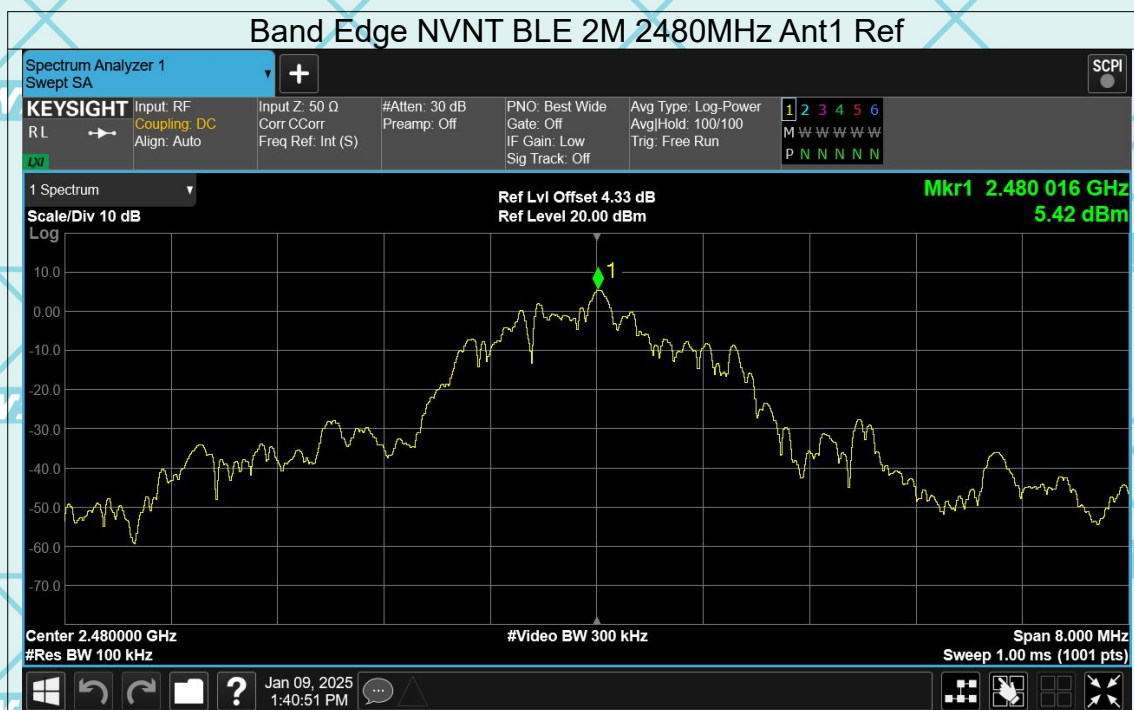 Band Edge NVNT BLE 2M 2480MHz Ant1 Ref
Spectrum Analyzer 1
Swept SA
SCPI
KEYSIGHT
R L
LXI
Input: RF
Coupling: DC
Align: Auto
Input Z: 50 Ω
Corr CCorr
Freq Ref: Int (S)
#Atten: 30 dB
Preamp: Off
PNO: Best Wide
Gate: Off
IF Gain: Low
Sig Track: Off
Avg Type: Log-Power
Avg|Hold: 100/100
Trig: Free Run
1 2 3 4 5 6
M W W W W W
P N N N N N
1 Spectrum
Scale/Div 10 dB
Ref Lvl Offset 4.33 dB
Ref Level 20.00 dBm
Mkr1 2.480 016 GHz
5.42 dBm
Log
1
10.0
0.00
-10.0
-20.0
-30.0
-40.0
-50.0
-60.0
-70.0
Center 2.480000 GHz
#Res BW 100 kHz
#Video BW 300 kHz
Span 8.000 MHz
Sweep 1.00 ms (1001 pts)
?
Jan 09, 2025
1:40:51 PM